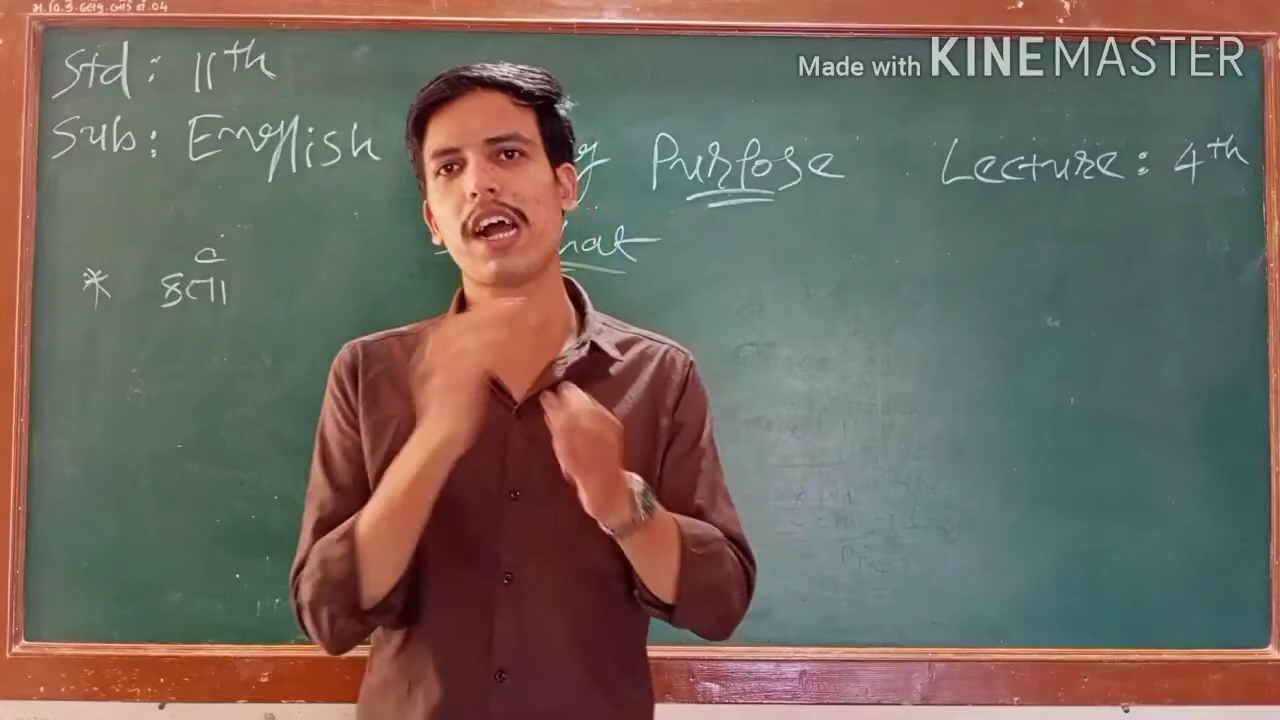 Made with KINEMASTER
Std : 11th
Sub : English
Purpose
Lecture : 4th
* કર્તા